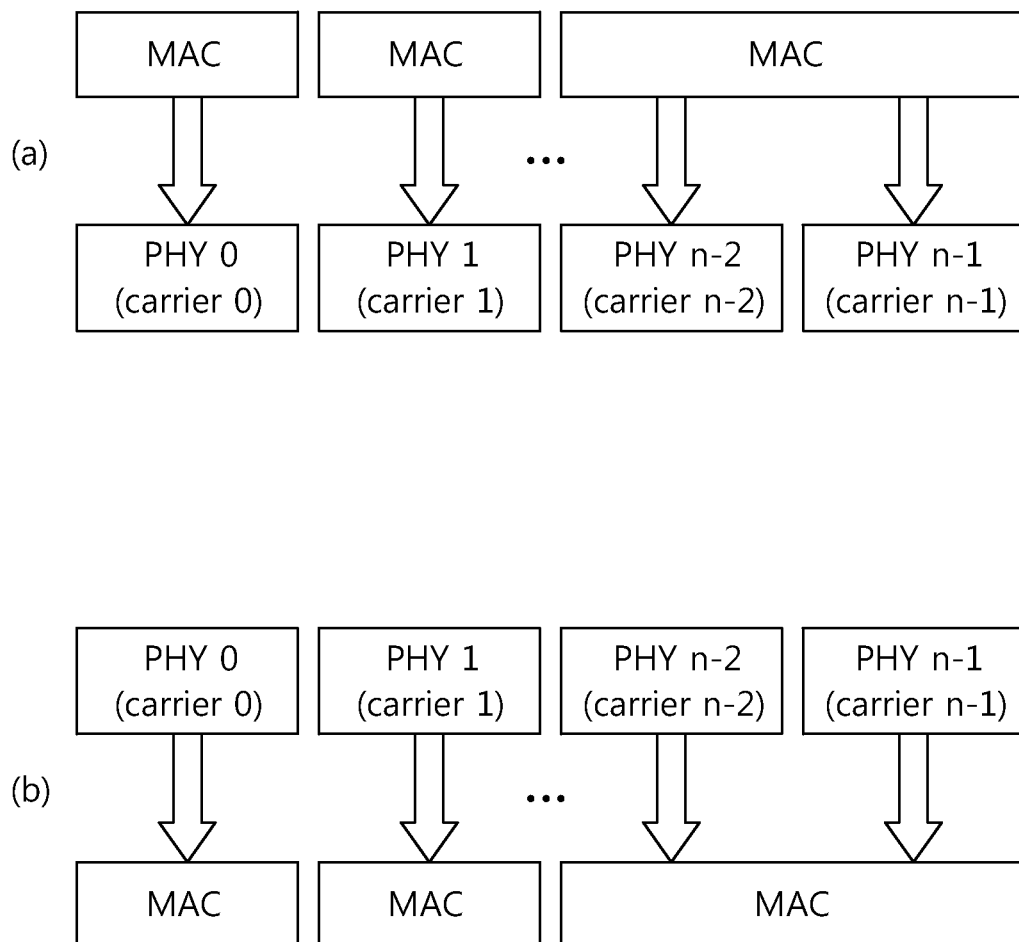 MAC MAC MAC
(a)
...
PHY 0 PHY 1 PHY n-2 PHY n-1
(carrier 0) (carrier 1) (carrier n-2) (carrier n-1)
PHY 0 PHY 1 PHY n-2 PHY n-1
(carrier 0) (carrier 1) (carrier n-2) (carrier n-1)
(b)
...
MAC MAC MAC